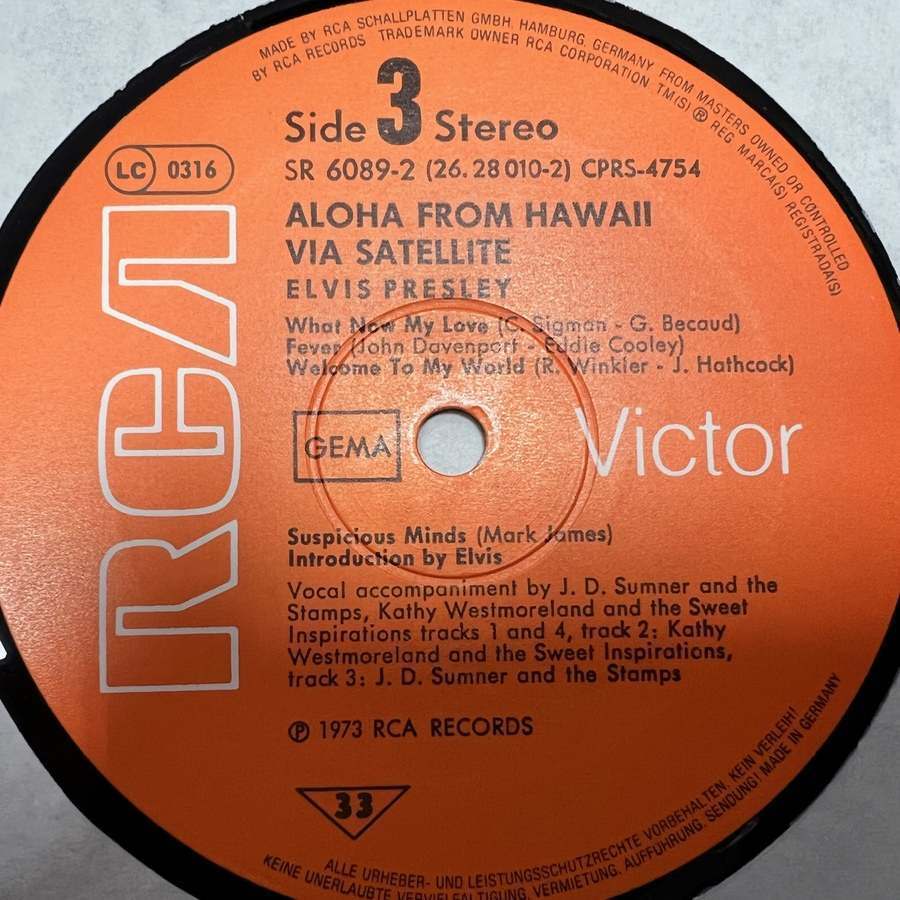 MADE BY RCA SCHALLPLATTEN GMBH, HAMBURG, GERMANY FROM MASTERS OWNED OR CONTROLLED
BY RCA RECORDS TRADEMARK OWNER RCA CORPORATION TM(S) ® REG MARCA(S) REGISTRADA(S)
Side 3 Stereo
LC 0316
SR 6089-2 (26.28 010-2) CPRS-4754
ALOHA FROM HAWAII
VIA SATELLITE
ELVIS PRESLEY
What Now My Love (C. Sigman - G. Becaud)
Fever (John Davenport - Eddie Cooley)
Welcome To My World (R. Winkler - J. Hathcock)
RCA
GEMA
Victor
Suspicious Minds (Mark James)
Introduction by Elvis
Vocal accompaniment by J. D. Sumner and the
Stamps, Kathy Westmoreland and the Sweet
Inspirations tracks 1 and 4, track 2: Kathy
Westmoreland and the Sweet Inspirations,
track 3: J. D. Sumner and the Stamps
℗ 1973 RCA RECORDS
33
ALLE URHEBER- UND LEISTUNGSSCHUTZRECHTE VORBEHALTEN. KEIN VERLEIH!
KEINE UNERLAUBTE VERVIELFÄLTIGUNG, VERMIETUNG, AUFFÜHRUNG, SENDUNG! MADE IN GERMANY